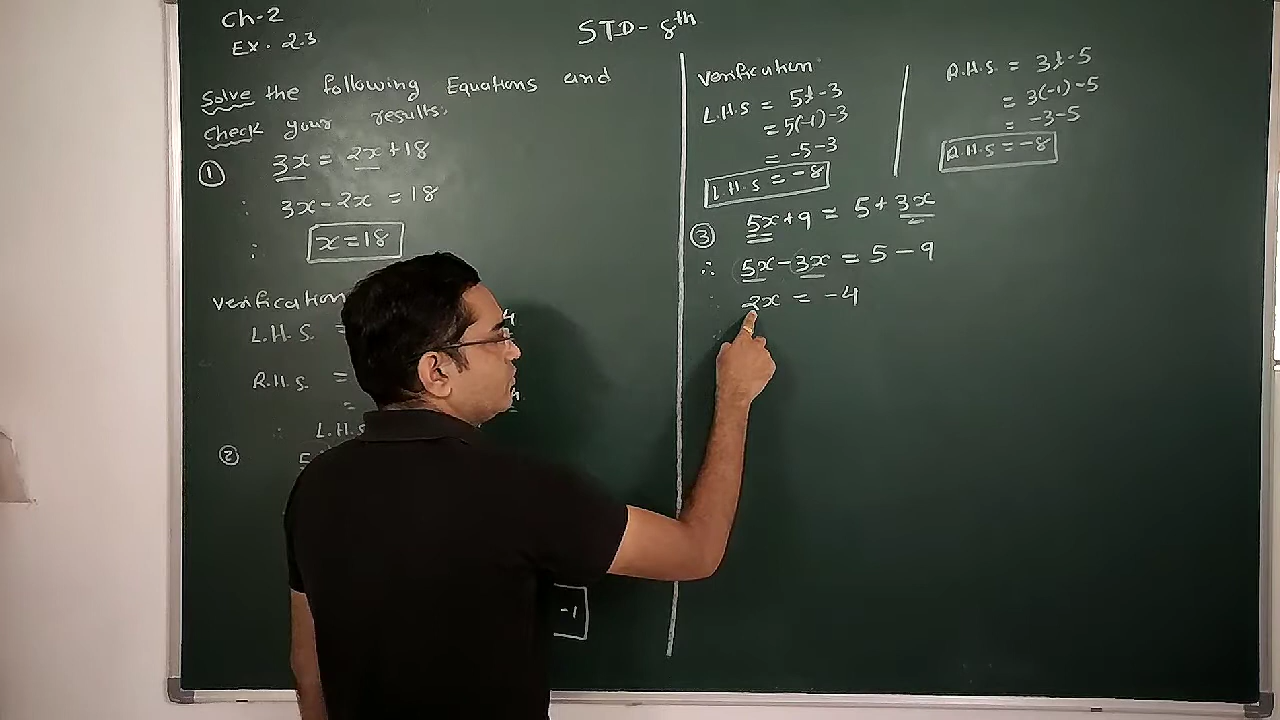 Ch-2
Ex. 2.3
STD- 8th
Solve the following Equations and
Check your results.
① 3x = 2x+18
∴ 3x-2x = 18
∴ x=18
Verification
L.H.S. =
4
R.H.S. =
=
4
∴ L.H.S
② 5
-1
Verification
L.H.S = 5t-3
= 5(-1)-3
= -5-3
L.H.S = -8
R.H.S. = 3t-5
= 3(-1)-5
= -3-5
R.H.S = -8
③ 5x+9 = 5+3x
∴ 5x-3x = 5-9
∴ 2x = -4